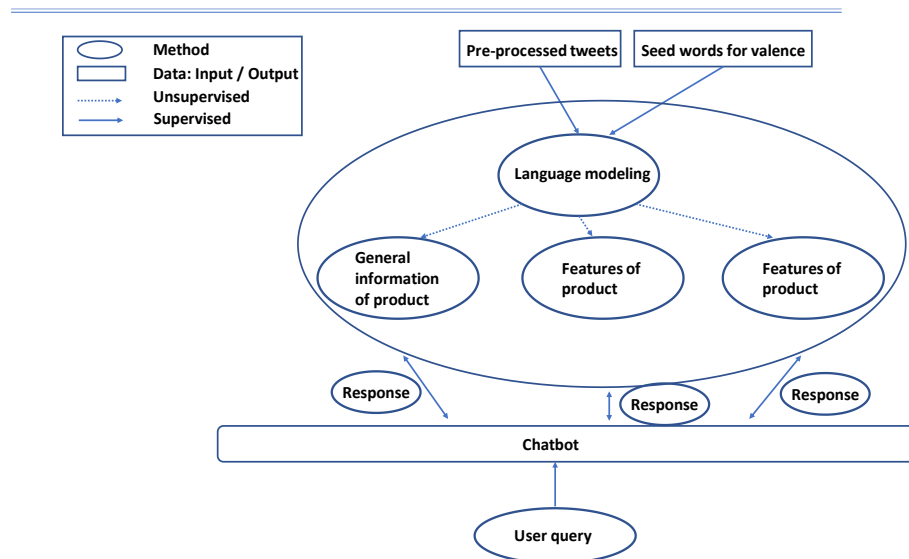 Method
Data: Input / Output
Unsupervised
Supervised
Pre-processed tweets
Seed words for valence
Language modeling
General
information
of product
Features of
product
Features of
product
Response
Response
Response
Chatbot
User query